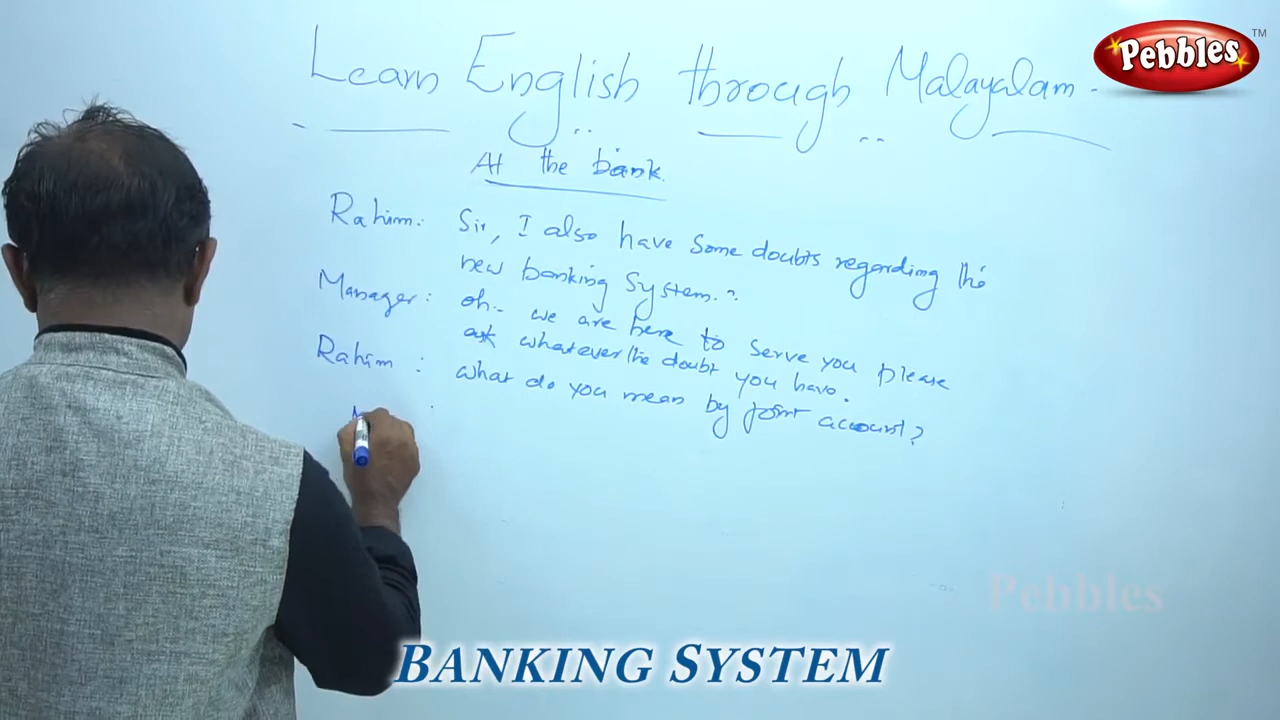 Pebbles TM
Learn English through Malayalam.
At the bank.
Rahim: Sir, I also have some doubts regarding the
new banking system.?
Manager: oh.. we are here to serve you please
ask whatever the doubt you have.
Rahim : what do you mean by joint account?
:
Pebbles
BANKING SYSTEM